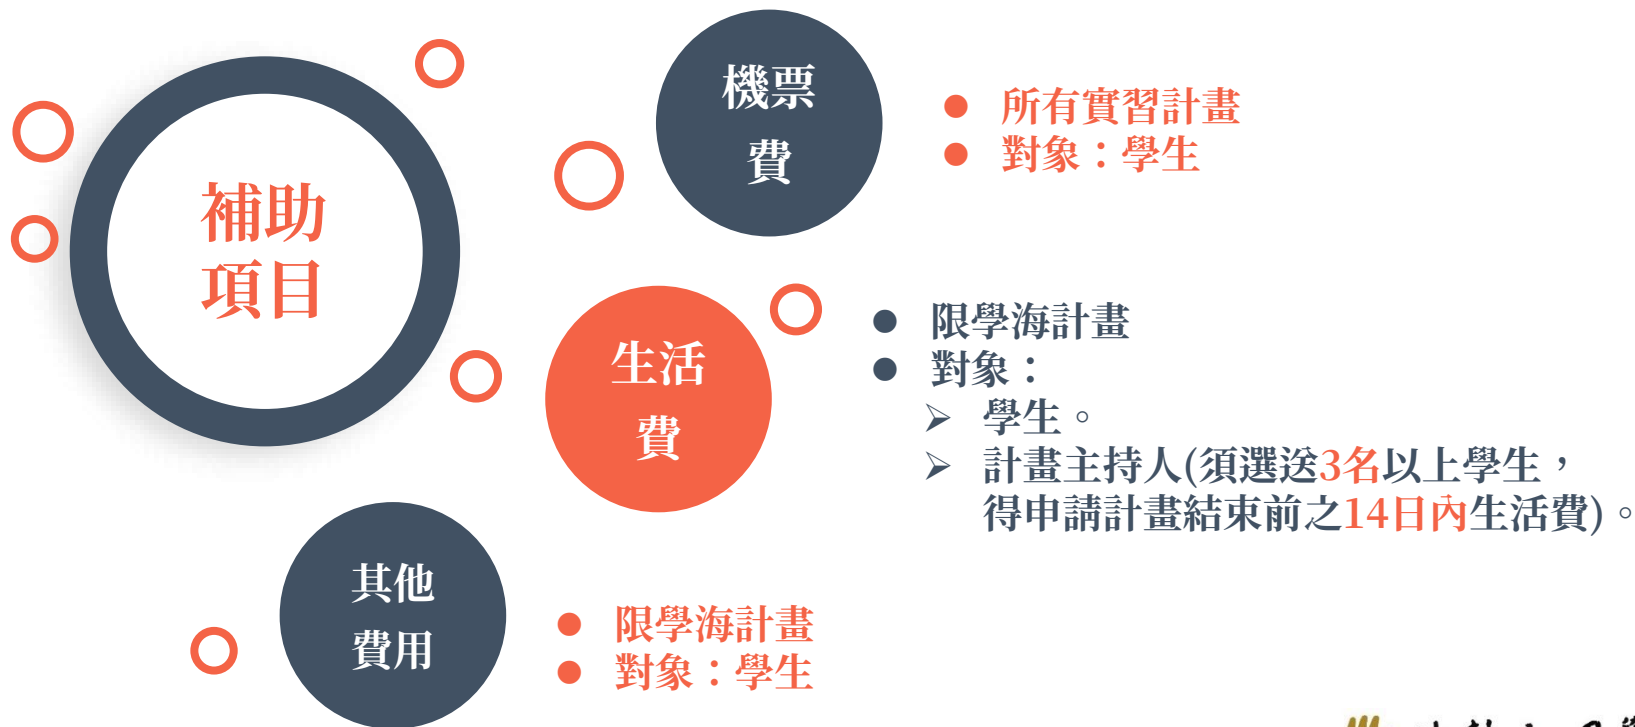 補助
項目
機票
費
● 所有實習計畫
● 對象：學生
生活
費
● 限學海計畫
● 對象：
➢ 學生。
➢ 計畫主持人(須選送3名以上學生，
得申請計畫結束前之14日內生活費)。
其他
費用
● 限學海計畫
● 對象：學生